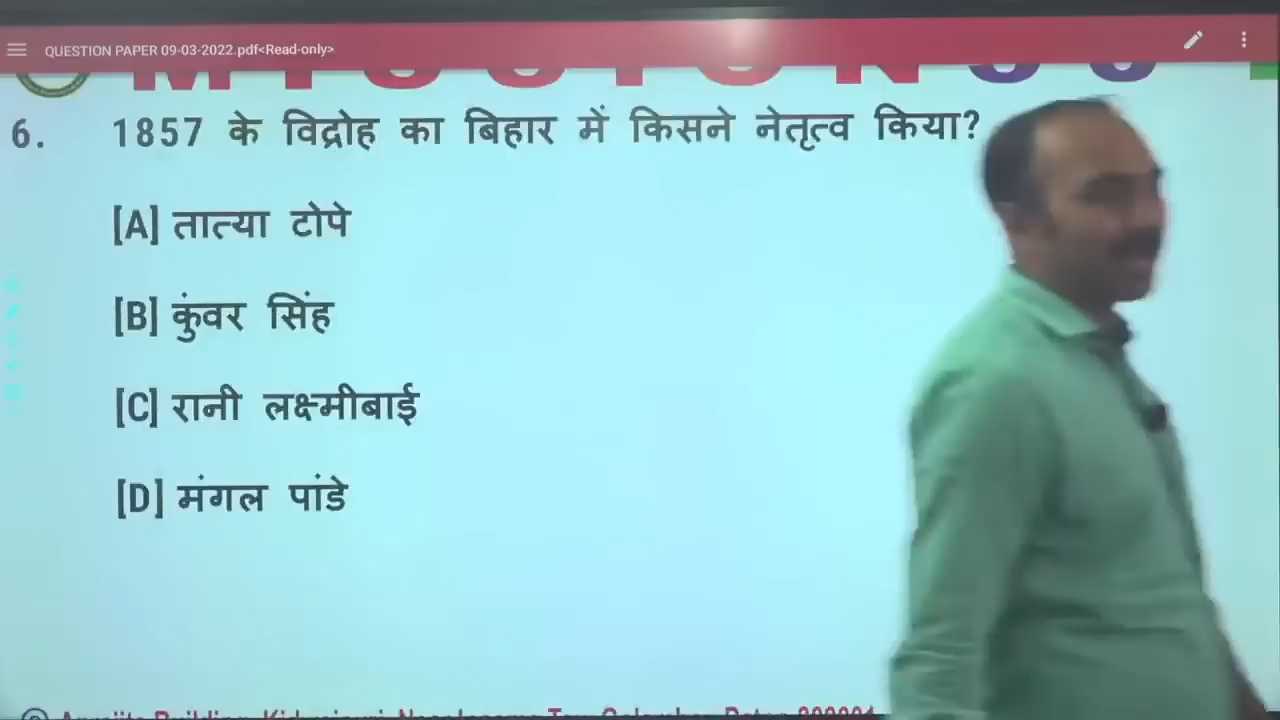 QUESTION PAPER 09-03-2022.pdf<Read-only>
6. 1857 के विद्रोह का बिहार में किसने नेतृत्व किया?
[A] तात्या टोपे
[B] कुंवर सिंह
[C] रानी लक्ष्मीबाई
[D] मंगल पांडे